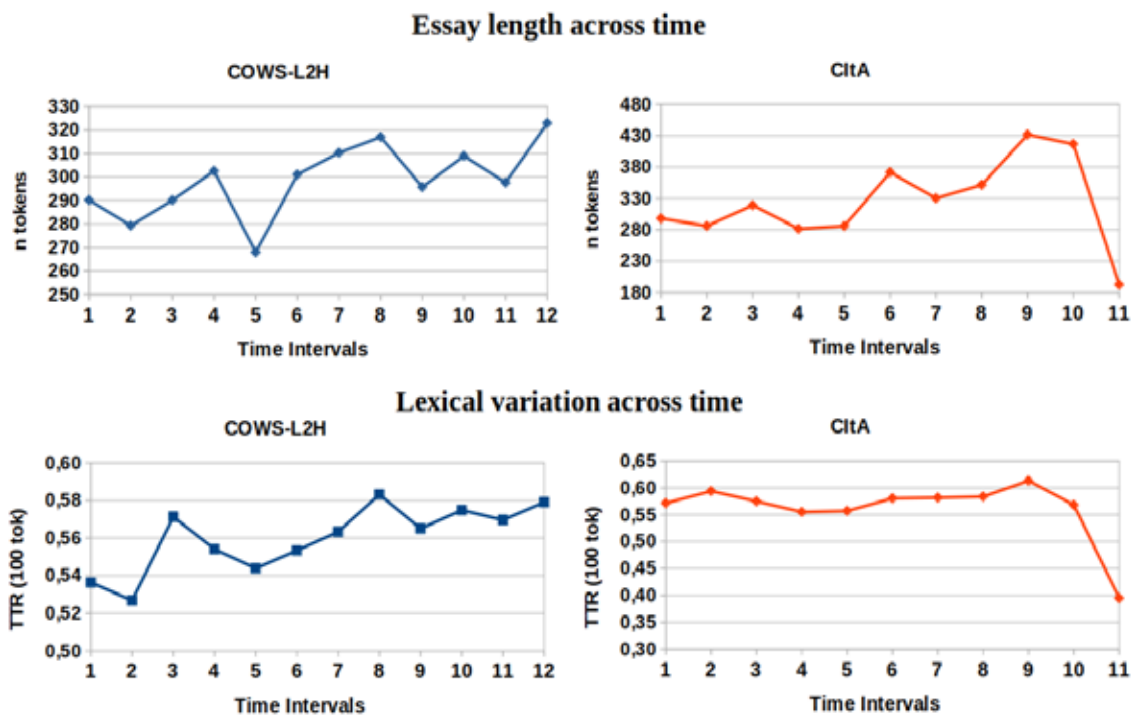 Essay length across time
COWS-L2H
n tokens
330
320
310
300
290
280
270
260
250
1 2 3 4 5 6 7 8 9 10 11 12
Time Intervals
CItA
n tokens
480
430
380
330
280
230
180
1 2 3 4 5 6 7 8 9 10 11
Time Intervals
Lexical variation across time
COWS-L2H
TTR (100 tok)
0,60
0,58
0,56
0,54
0,52
0,50
1 2 3 4 5 6 7 8 9 10 11 12
Time Intervals
CItA
TTR (100 tok)
0,65
0,60
0,55
0,50
0,45
0,40
0,35
0,30
1 2 3 4 5 6 7 8 9 10 11
Time Intervals